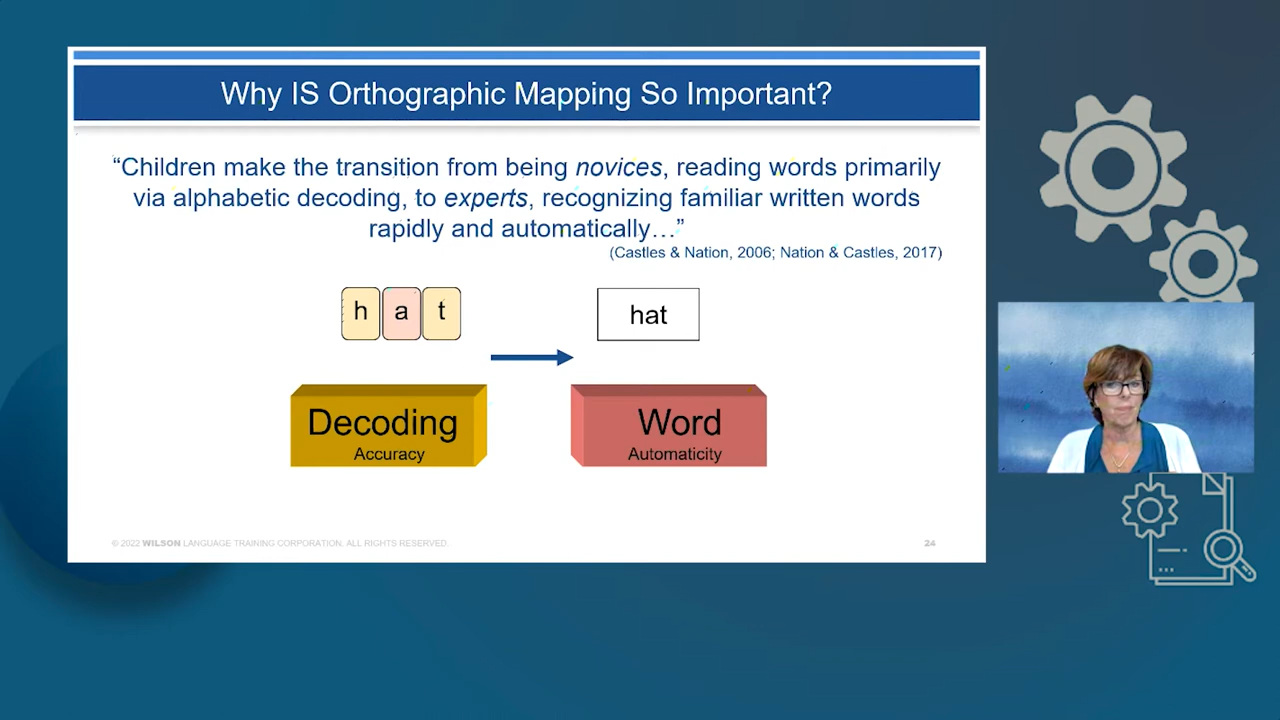 Why IS Orthographic Mapping So Important?
“Children make the transition from being novices, reading words primarily
via alphabetic decoding, to experts, recognizing familiar written words
rapidly and automatically…”
(Castles & Nation, 2006; Nation & Castles, 2017)
h a t
hat
Decoding
Accuracy
Word
Automaticity
© 2022 WILSON LANGUAGE TRAINING CORPORATION. ALL RIGHTS RESERVED.
24